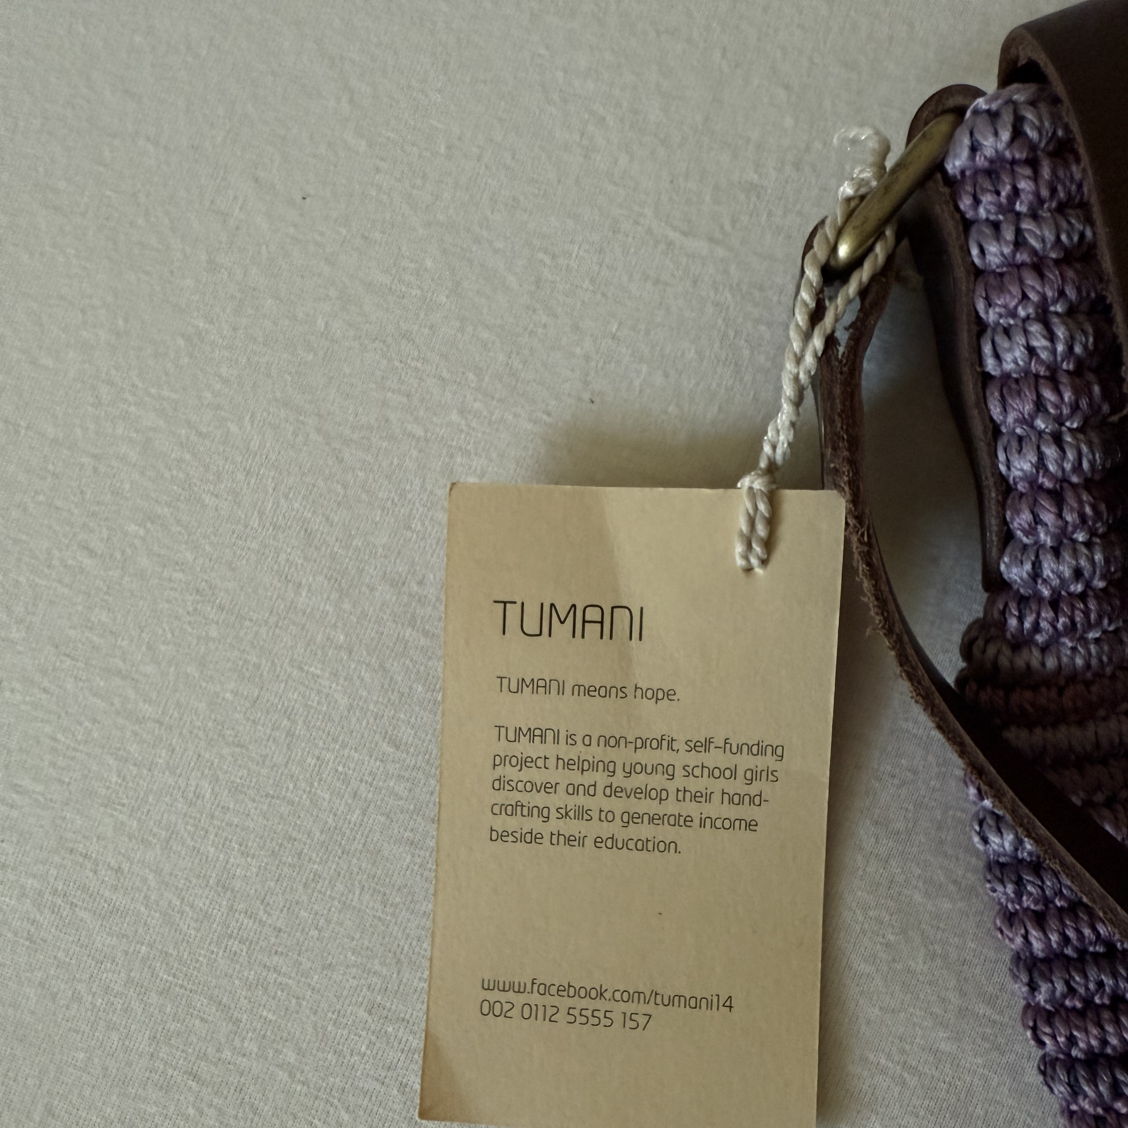 TUMANI
TUMANI means hope.
TUMANI is a non-profit, self-funding
project helping young school girls
discover and develop their hand-
crafting skills to generate income
beside their education.
www.facebook.com/tumani14
002 0112 5555 157